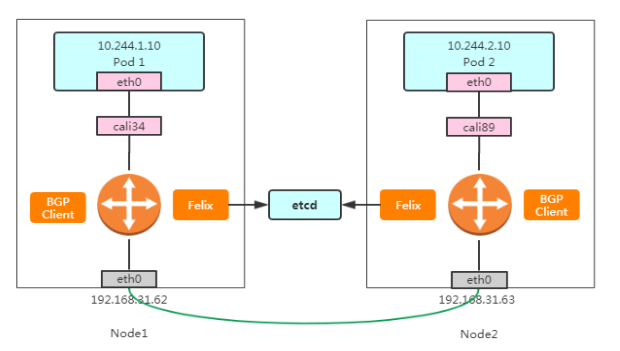 10.244.1.10
Pod 1
eth0
cali34
BGP
Client
Felix
eth0
192.168.31.62
Node1
etcd
10.244.2.10
Pod 2
eth0
cali89
Felix
BGP
Client
eth0
192.168.31.63
Node2